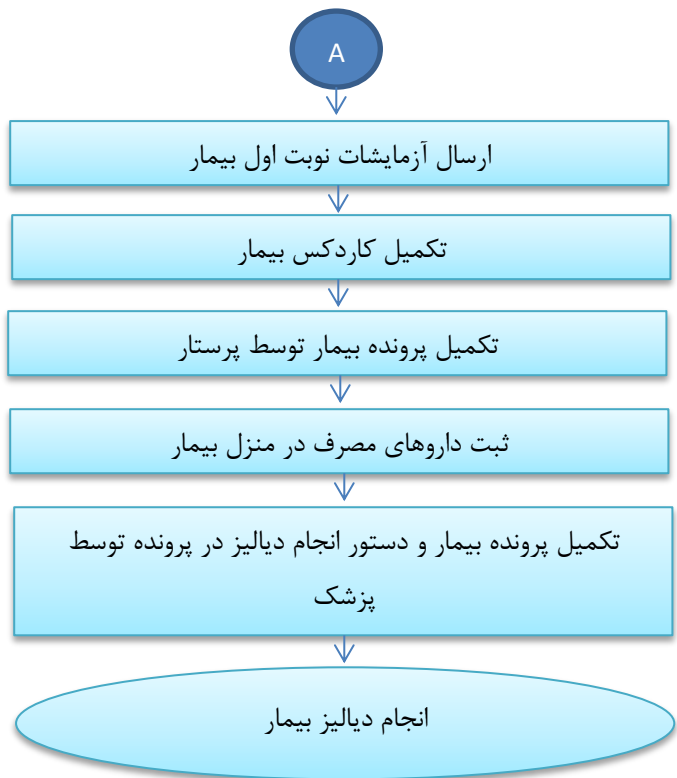 A
ارسال آزمایشات نوبت اول بیمار
تکمیل کاردکس بیمار
تکمیل پرونده بیمار توسط پرستار
ثبت داروهای مصرف در منزل بیمار
تکمیل پرونده بیمار و دستور انجام دیالیز در پرونده توسط
پزشک
انجام دیالیز بیمار